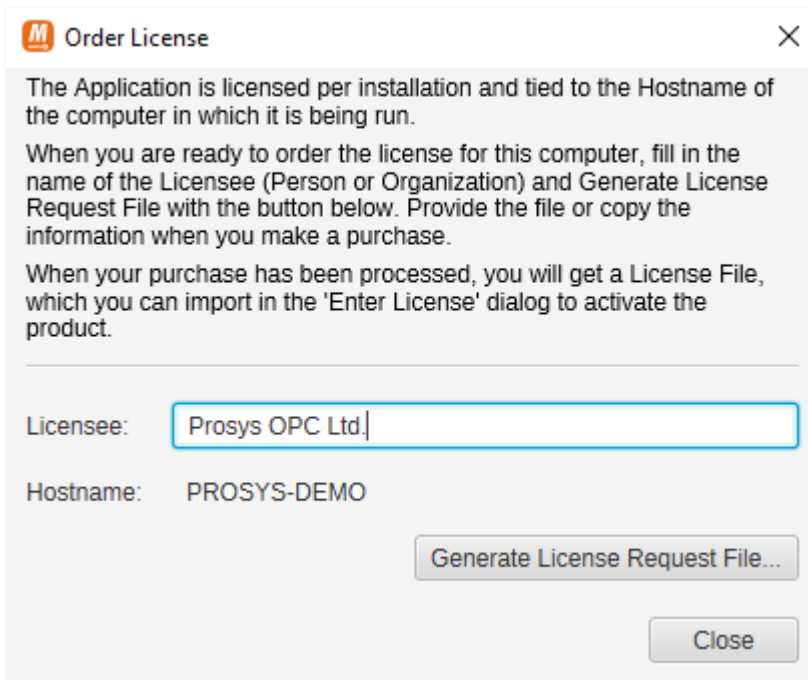 Order License
The Application is licensed per installation and tied to the Hostname of
the computer in which it is being run.
When you are ready to order the license for this computer, fill in the
name of the Licensee (Person or Organization) and Generate License
Request File with the button below. Provide the file or copy the
information when you make a purchase.
When your purchase has been processed, you will get a License File,
which you can import in the 'Enter License' dialog to activate the
product.
Licensee: Prosys OPC Ltd.
Hostname: PROSYS-DEMO
Generate License Request File...
Close